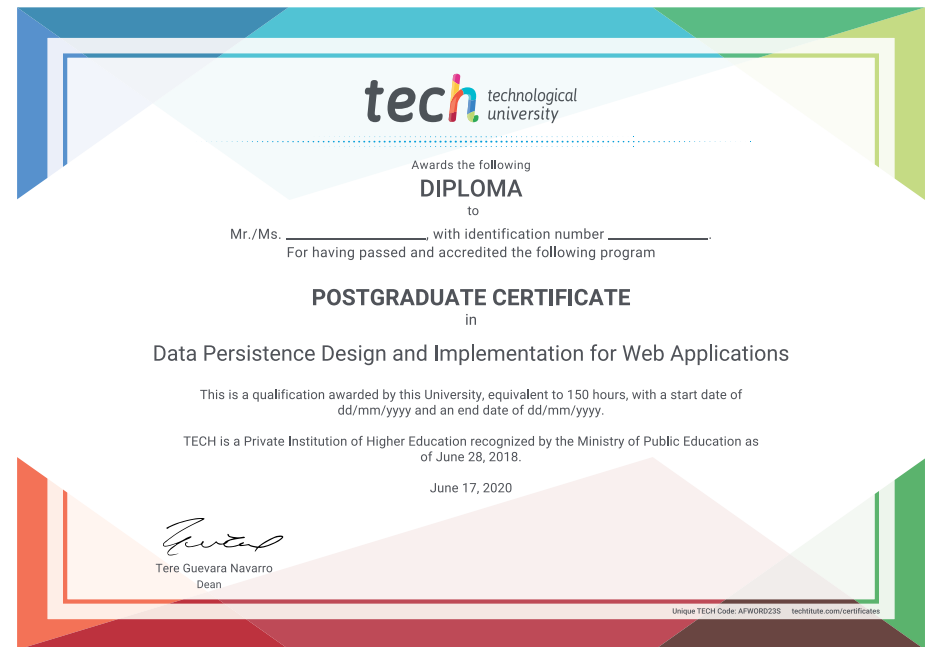 tech technological
university
Awards the following
DIPLOMA
to
Mr./Ms. ____________________, with identification number ______________.
For having passed and accredited the following program
POSTGRADUATE CERTIFICATE
in
Data Persistence Design and Implementation for Web Applications
This is a qualification awarded by this University, equivalent to 150 hours, with a start date of
dd/mm/yyyy and an end date of dd/mm/yyyy.
TECH is a Private Institution of Higher Education recognized by the Ministry of Public Education as
of June 28, 2018.
June 17, 2020
Tere Guevara Navarro
Dean
Unique TECH Code: AFWORD23S techtitute.com/certificates